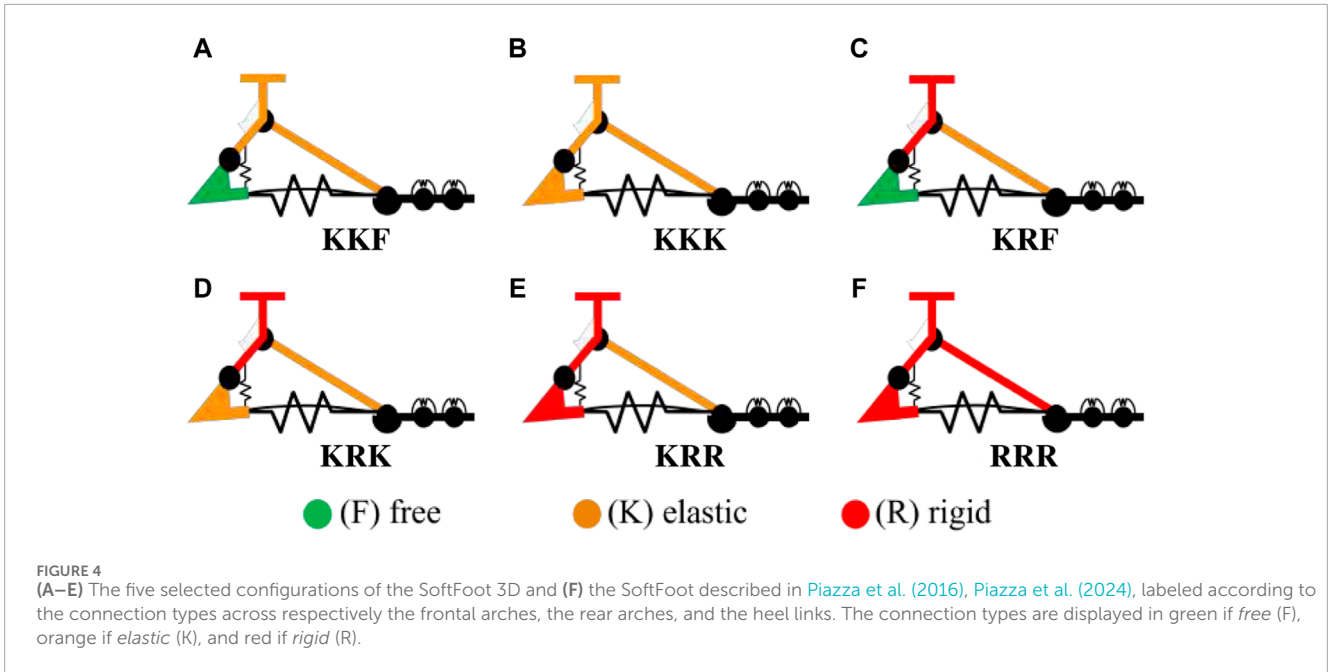 A
B
C
KKF
KKK
KRF
D
E
F
KRK
KRR
RRR
(F) free
(K) elastic
(R) rigid
FIGURE 4
(A–E) The five selected configurations of the SoftFoot 3D and (F) the SoftFoot described in Piazza et al. (2016), Piazza et al. (2024), labeled according to
the connection types across respectively the frontal arches, the rear arches, and the heel links. The connection types are displayed in green if free (F),
orange if elastic (K), and red if rigid (R).